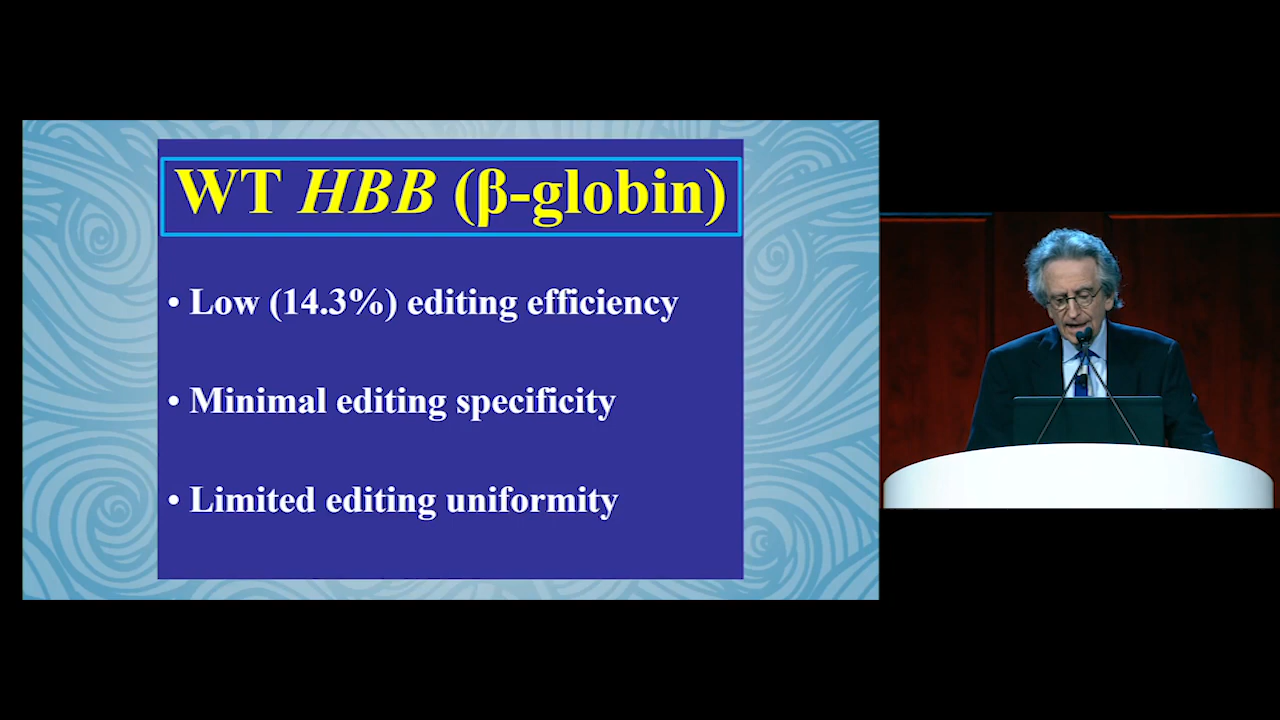 WT HBB (β-globin)
• Low (14.3%) editing efficiency
• Minimal editing specificity
• Limited editing uniformity